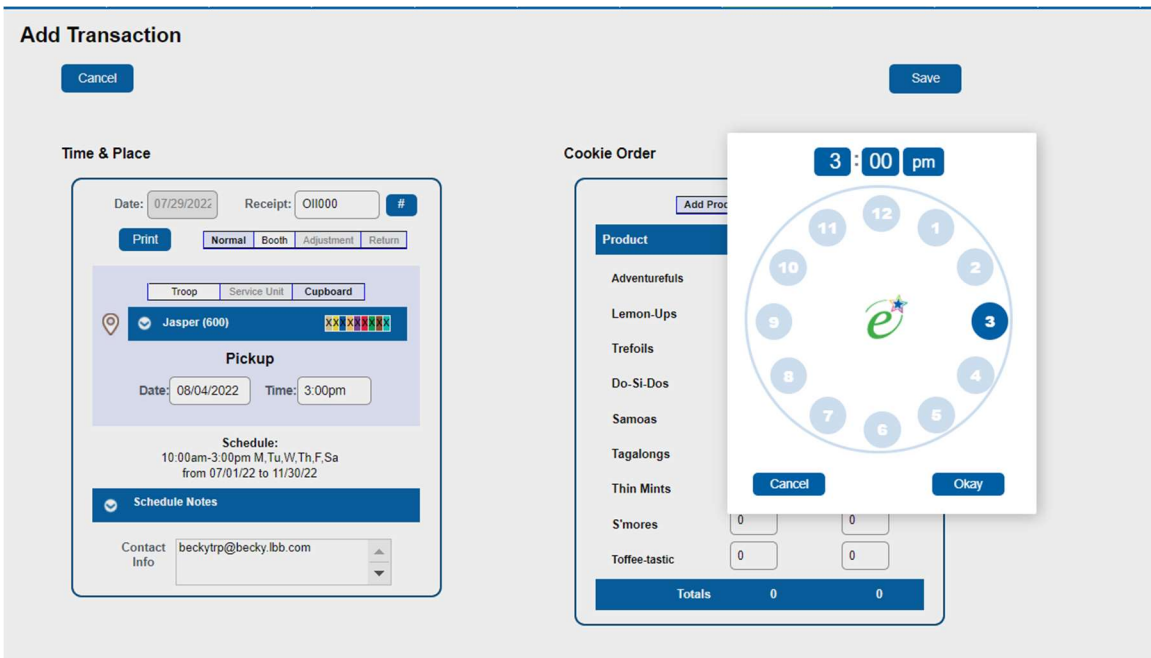 Add Transaction
Cancel
Save
Time & Place
Date: 07/29/2022 Receipt: OII000 #
Print Normal Booth Adjustment Return
Troop Service Unit Cupboard
Jasper (600) XXXXXXXXX
Pickup
Date: 08/04/2022 Time: 3:00pm
Schedule:
10:00am-3:00pm M,Tu,W,Th,F,Sa
from 07/01/22 to 11/30/22
Schedule Notes
Contact Info beckytrp@becky.lbb.com
Cookie Order
Add
Product
Adventurefuls
Lemon-Ups
Trefoils
Do-Si-Dos
Samoas
Tagalongs
Thin Mints
S'mores 0 0
Toffee-tastic 0 0
Totals 0 0
3 : 00 pm
12
11 1
10 2
e
9 3
8 4
7 5
6
Cancel Okay